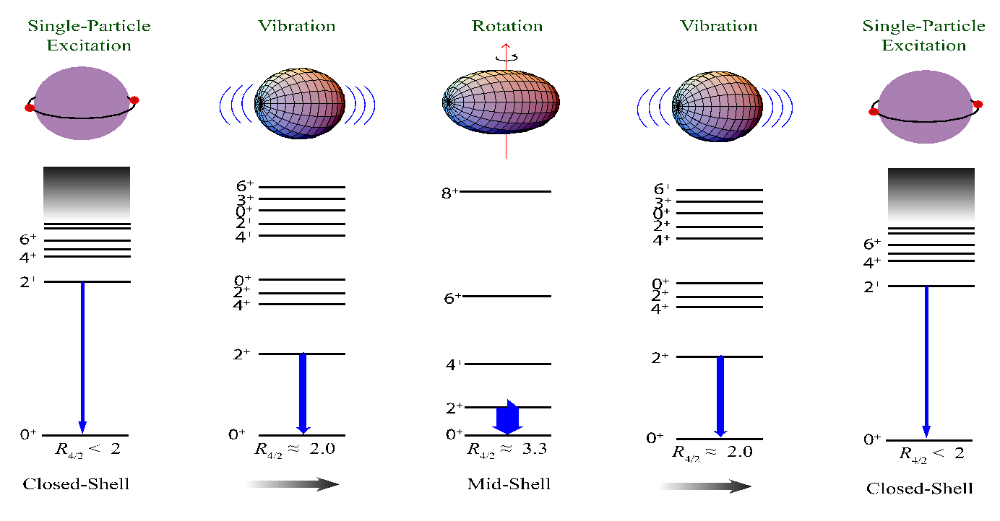 Single-Particle
Excitation
Vibration
Rotation
Vibration
Single-Particle
Excitation
6⁺
4⁺
2⁺
0⁺
R₄/₂ < 2
6⁺
3⁺
0⁺
2⁺
4⁺
0⁺
2⁺
4⁺
2⁺
0⁺
R₄/₂ ≈ 2.0
8⁺
6⁺
4⁺
2⁺
0⁺
R₄/₂ ≈ 3.3
6⁺
3⁺
0⁺
2⁺
4⁺
0⁺
2⁺
4⁺
2⁺
0⁺
R₄/₂ ≈ 2.0
6⁺
4⁺
2⁺
0⁺
R₄/₂ < 2
Closed-Shell
Mid-Shell
Closed-Shell